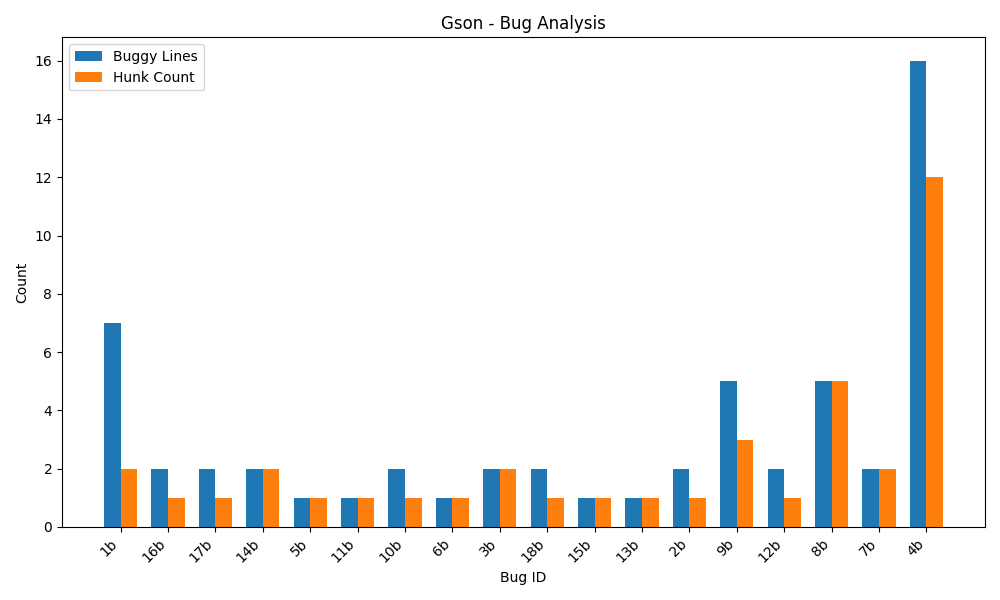 Gson - Bug Analysis
Buggy Lines
Hunk Count
16
14
12
10
8
6
4
2
0
Count
1b
16b
17b
14b
5b
11b
10b
6b
3b
18b
15b
13b
2b
9b
12b
8b
7b
4b
Bug ID